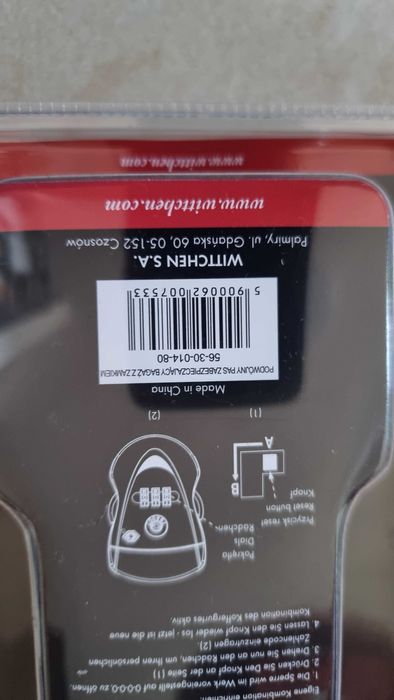 eigene Kombination einrichten
1. Die Sperre wird in Werk voreingestellt auf 0.0.0.0. zu öffnen.
2. Drücken Sie Den Knopf an der Seite (1)
3. Drehen Sie nun an den Rädchen, um Ihren persönlichen
Zahlencode einzugeben (2).
4. Lassen Sie den Knopf wieder los - jetzt ist die neue
Kombination des Koffergurtes aktiv.
Pokrętła
Dials
Rädchen
Przycisk reset
Reset button
Knopf
B
A
(1)
(2)
Made in China
PODWÓJNY PAS ZABEZPIECZAJĄCY BAGAŻ Z ZAMKIEM
56-30-014-80
5 900062 007533
WITTCHEN S.A.
Palmiry, ul. Gdańska 60, 05-152 Czosnów
www.wittchen.com
www.wittchen.com